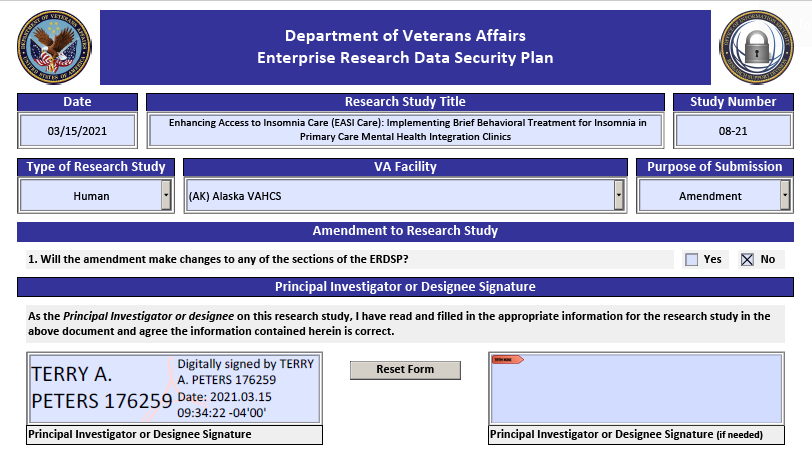 Department of Veterans Affairs
Enterprise Research Data Security Plan
Date
Research Study Title
Study Number
03/15/2021
Enhancing Access to Insomnia Care (EASI Care): Implementing Brief Behavioral Treatment for Insomnia in
Primary Care Mental Health Integration Clinics
08-21
Type of Research Study
VA Facility
Purpose of Submission
Human
(AK) Alaska VAHCS
Amendment
Amendment to Research Study
1. Will the amendment make changes to any of the sections of the ERDSP?
Yes
No
Principal Investigator or Designee Signature
As the Principal Investigator or designee on this research study, I have read and filled in the appropriate information for the research study in the
above document and agree the information contained herein is correct.
TERRY A.
PETERS 176259
Digitally signed by TERRY
A. PETERS 176259
Date: 2021.03.15
09:34:22 -04'00'
Reset Form
Principal Investigator or Designee Signature
Principal Investigator or Designee Signature (if needed)